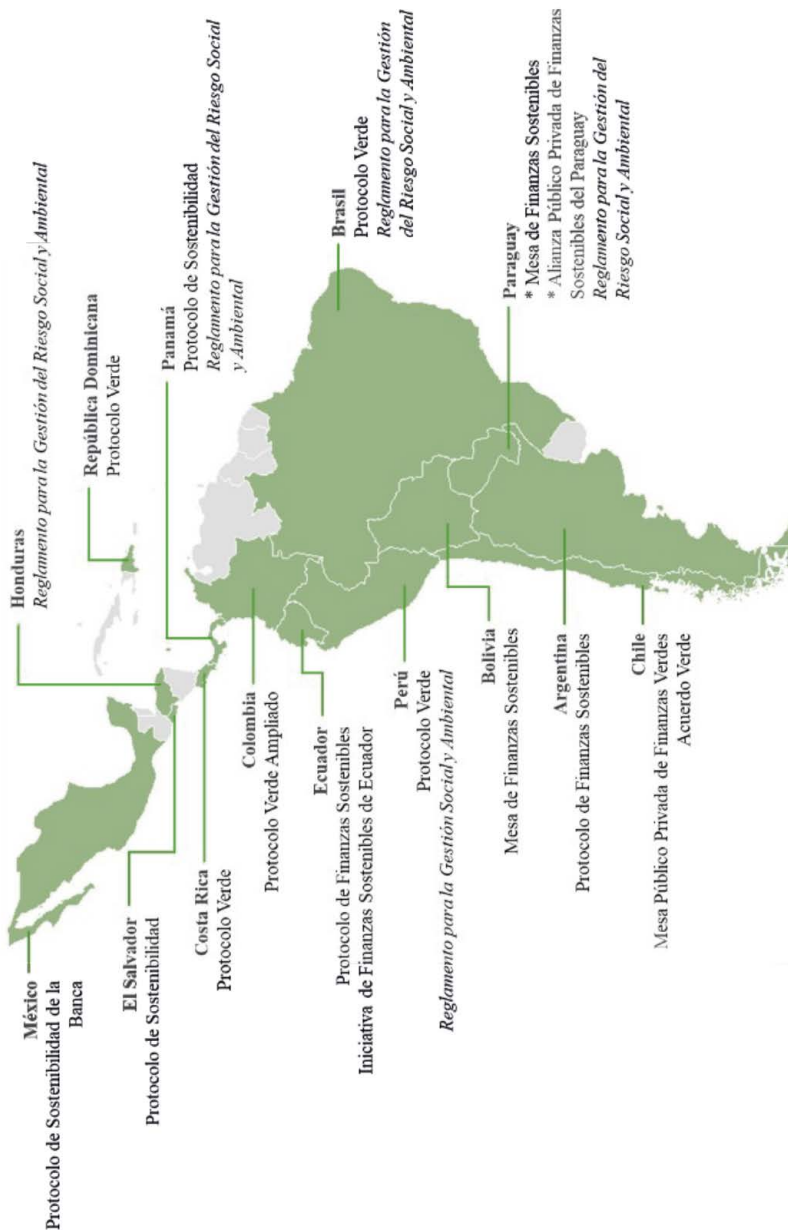 México
Protocolo de Sostenibilidad de la
Banca
El Salvador
Protocolo de Sostenibilidad
Costa Rica
Protocolo Verde
Colombia
Protocolo Verde Ampliado
Ecuador
Protocolo de Finanzas Sostenibles
Iniciativa de Finanzas Sostenibles de Ecuador
Perú
Protocolo Verde
Reglamento para la Gestión Social y Ambiental
Bolivia
Mesa de Finanzas Sostenibles
Argentina
Protocolo de Finanzas Sostenibles
Chile
Mesa Público Privada de Finanzas Verdes
Acuerdo Verde
Honduras
Reglamento para la Gestión del Riesgo Social y Ambiental
República Dominicana
Protocolo Verde
Panamá
Protocolo de Sostenibilidad
Reglamento para la Gestión del Riesgo Social
y Ambiental
Brasil
Protocolo Verde
Reglamento para la Gestión
del Riesgo Social y Ambiental
Paraguay
* Mesa de Finanzas Sostenibles
* Alianza Público Privada de Finanzas
Sostenibles del Paraguay
Reglamento para la Gestión del
Riesgo Social y Ambiental